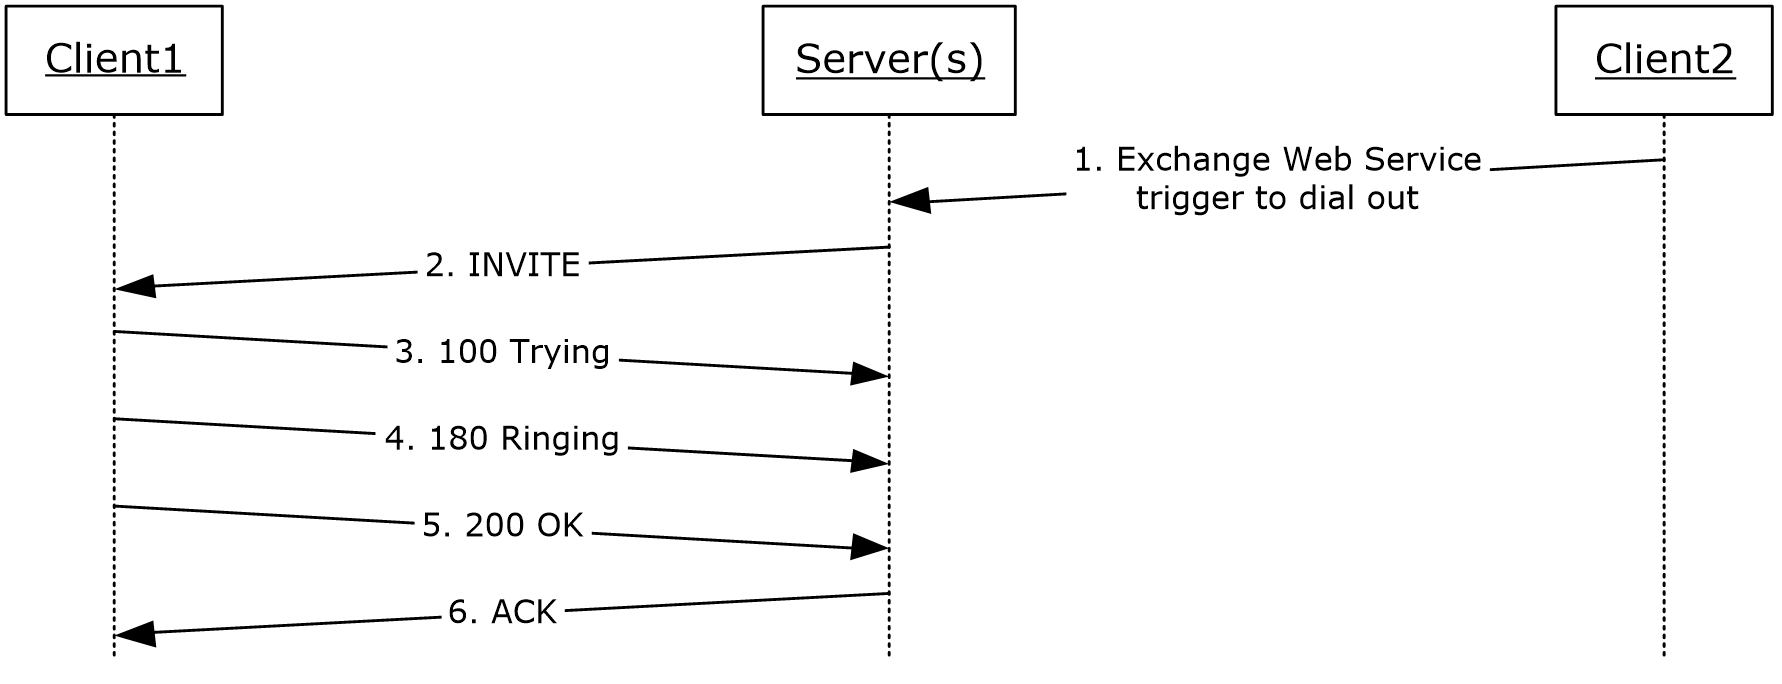 Client1
Server(s)
Client2
1. Exchange Web Service
trigger to dial out
2. INVITE
3. 100 Trying
4. 180 Ringing
5. 200 OK
6. ACK